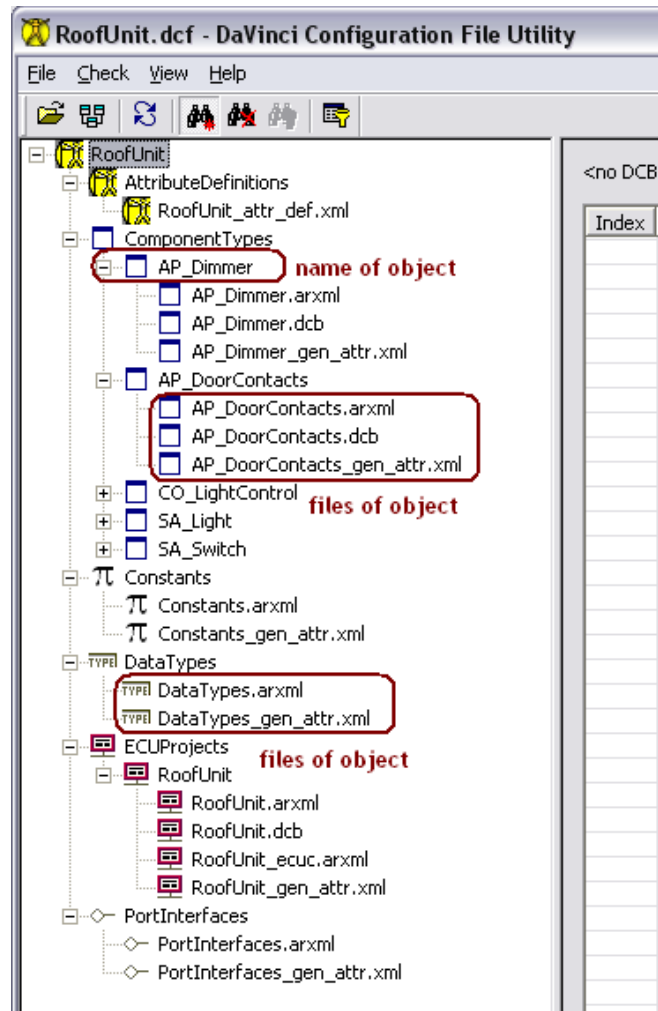 RoofUnit.dcf - DaVinci Configuration File Utility
File Check View Help
RoofUnit
<no DCB
AttributeDefinitions
RoofUnit_attr_def.xml
Index
ComponentTypes
AP_Dimmer name of object
AP_Dimmer.arxml
AP_Dimmer.dcb
AP_Dimmer_gen_attr.xml
AP_DoorContacts
AP_DoorContacts.arxml
AP_DoorContacts.dcb
AP_DoorContacts_gen_attr.xml
CO_LightControl
files of object
SA_Light
SA_Switch
π Constants
π Constants.arxml
π Constants_gen_attr.xml
TYPE DataTypes
TYPE DataTypes.arxml
TYPE DataTypes_gen_attr.xml
ECUProjects
files of object
RoofUnit
RoofUnit.arxml
RoofUnit.dcb
RoofUnit_ecuc.arxml
RoofUnit_gen_attr.xml
PortInterfaces
PortInterfaces.arxml
PortInterfaces_gen_attr.xml